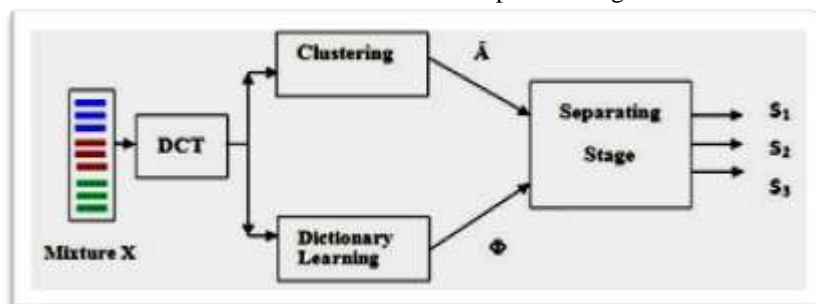 Clustering
Ā
DCT
Mixture X
Dictionary
Learning
Φ
Separating
Stage
S1
S2
S3